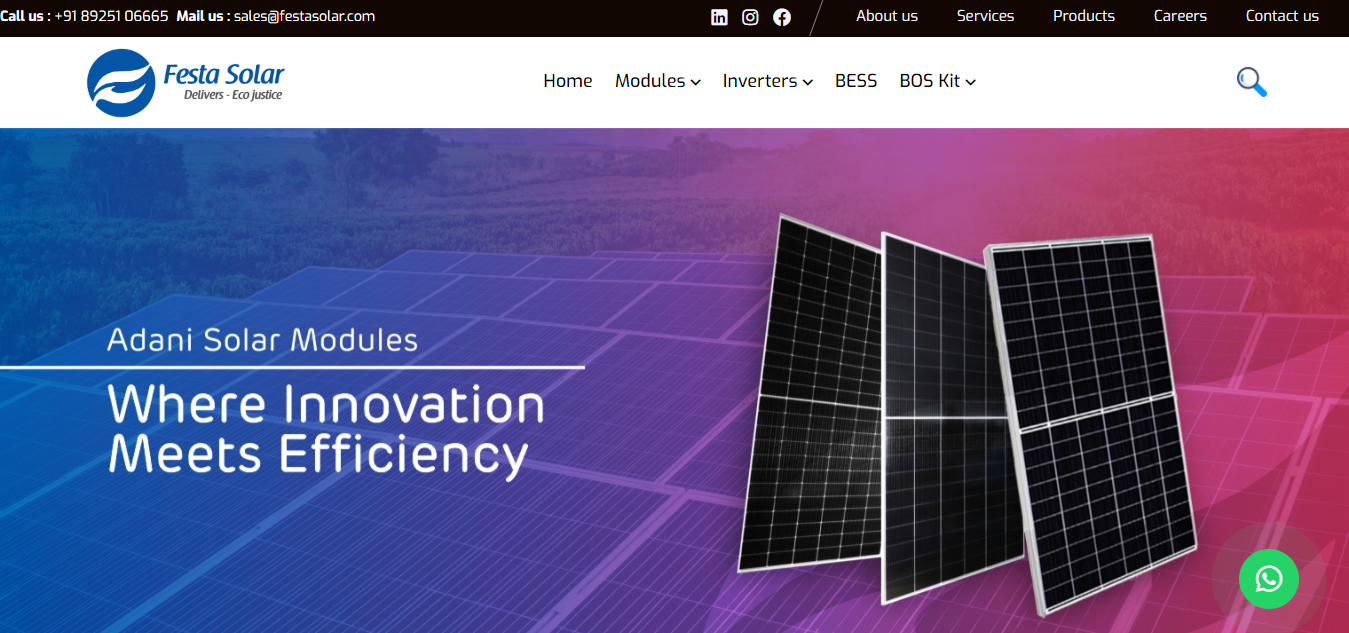 Call us : +91 89251 06665 Mail us : sales@festasolar.com
About us Services Products Careers Contact us
Festa Solar
Delivers - Eco justice
Home Modules Inverters BESS BOS Kit
Adani Solar Modules
Where Innovation
Meets Efficiency